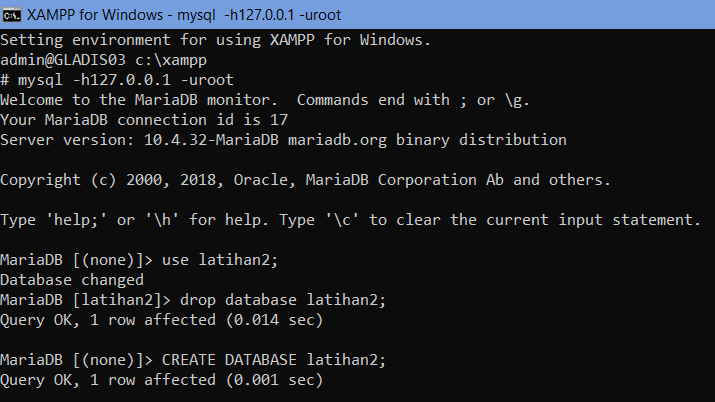 XAMPP for Windows - mysql  -h127.0.0.1 -uroot
Setting environment for using XAMPP for Windows.
admin@GLADIS03 c:\xampp
# mysql -h127.0.0.1 -uroot
Welcome to the MariaDB monitor.  Commands end with ; or \g.
Your MariaDB connection id is 17
Server version: 10.4.32-MariaDB mariadb.org binary distribution
Copyright (c) 2000, 2018, Oracle, MariaDB Corporation Ab and others.
Type 'help;' or '\h' for help. Type '\c' to clear the current input statement.
MariaDB [(none)]> use latihan2;
Database changed
MariaDB [latihan2]> drop database latihan2;
Query OK, 1 row affected (0.014 sec)
MariaDB [(none)]> CREATE DATABASE latihan2;
Query OK, 1 row affected (0.001 sec)